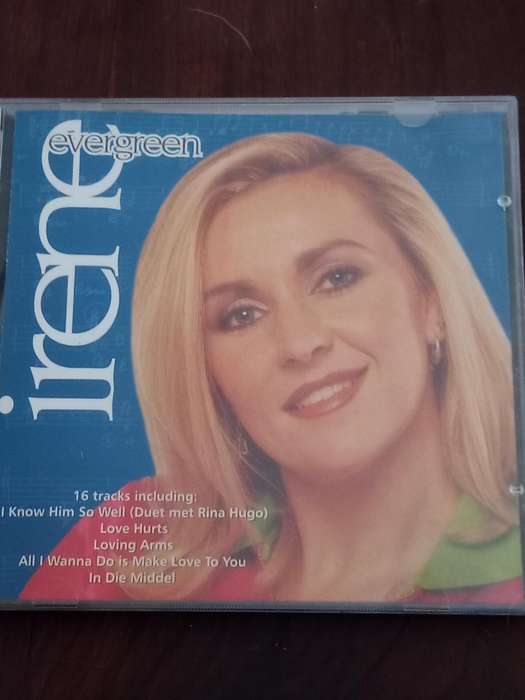 evergreen
irene
16 tracks including:
I Know Him So Well (Duet met Rina Hugo)
Love Hurts
Loving Arms
All I Wanna Do is Make Love To You
In Die Middel